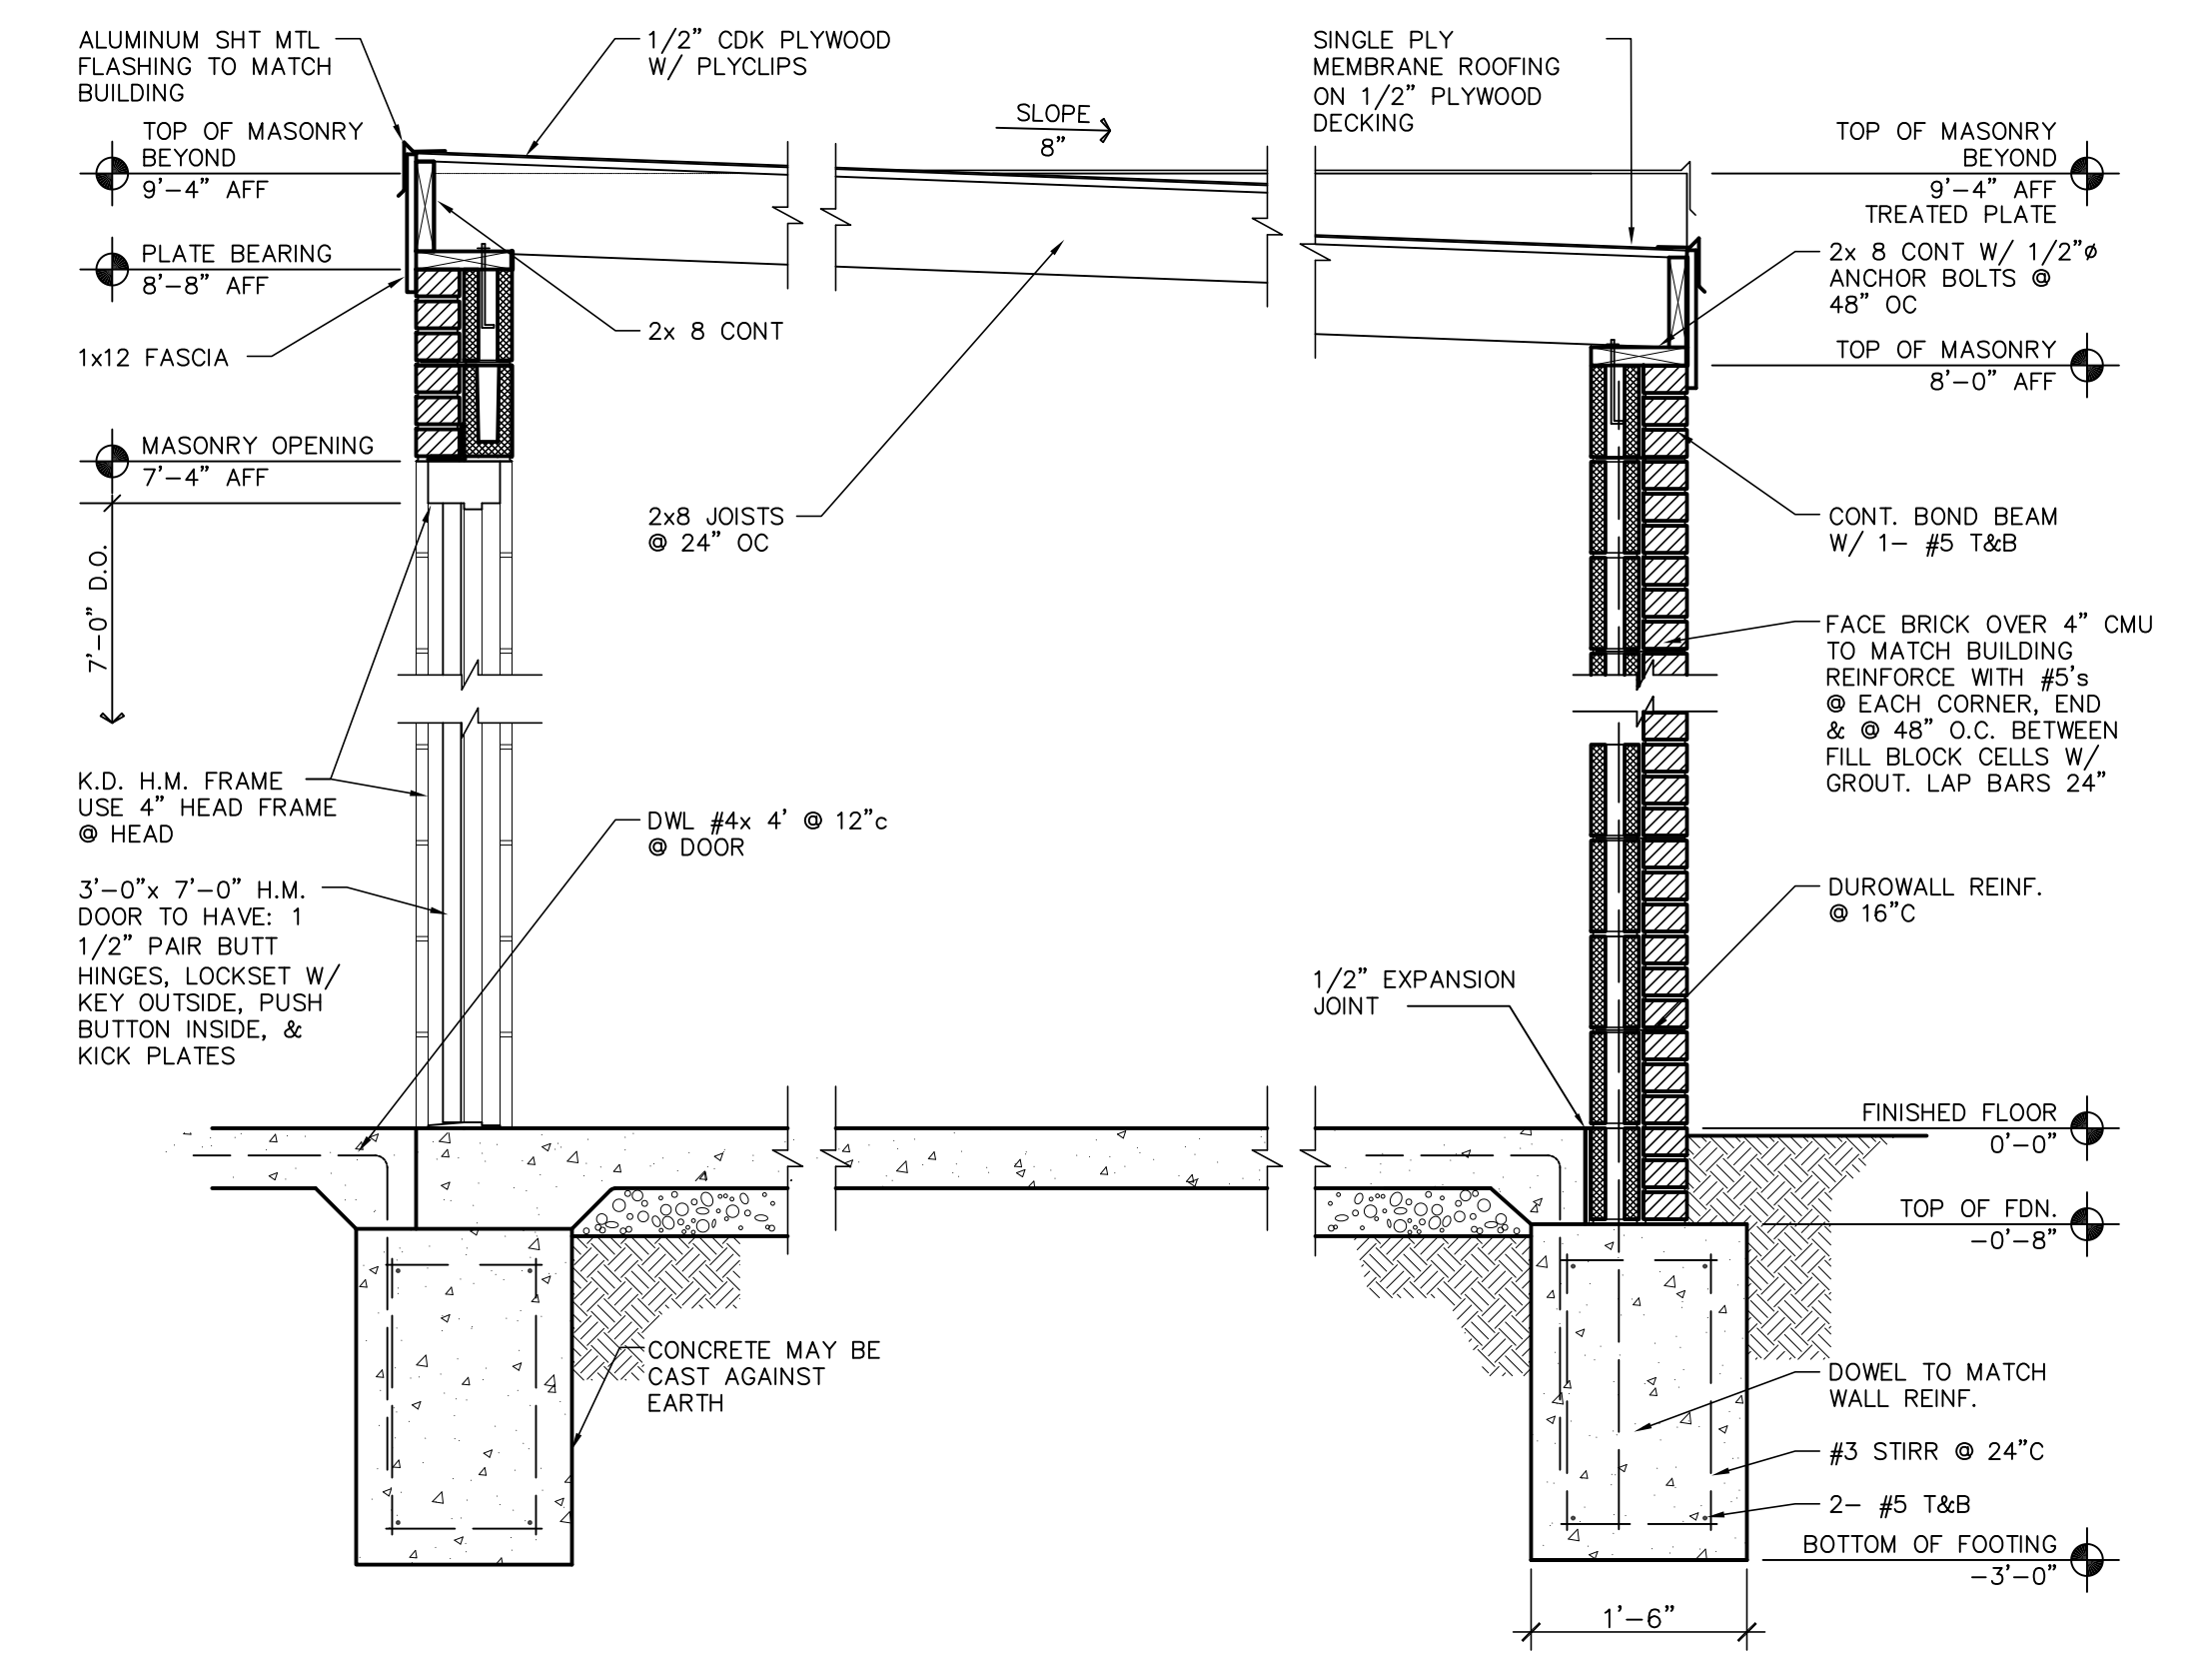 ALUMINUM SHT MTL
FLASHING TO MATCH
BUILDING
TOP OF MASONRY
BEYOND
9'-4" AFF
PLATE BEARING
8'-8" AFF
1x12 FASCIA
MASONRY OPENING
7'-4" AFF
7'-0" D.O.
K.D. H.M. FRAME
USE 4" HEAD FRAME
@ HEAD
3'-0"x 7'-0" H.M.
DOOR TO HAVE: 1
1/2" PAIR BUTT
HINGES, LOCKSET W/
KEY OUTSIDE, PUSH
BUTTON INSIDE, &
KICK PLATES
1/2" CDK PLYWOOD
W/ PLYCLIPS
SLOPE
8"
2x 8 CONT
2x8 JOISTS
@ 24" OC
DWL #4x 4' @ 12"c
@ DOOR
CONCRETE MAY BE
CAST AGAINST
EARTH
SINGLE PLY
MEMBRANE ROOFING
ON 1/2" PLYWOOD
DECKING
1/2" EXPANSION
JOINT
TOP OF MASONRY
BEYOND
9'-4" AFF
TREATED PLATE
2x 8 CONT W/ 1/2"ø
ANCHOR BOLTS @
48" OC
TOP OF MASONRY
8'-0" AFF
CONT. BOND BEAM
W/ 1- #5 T&B
FACE BRICK OVER 4" CMU
TO MATCH BUILDING
REINFORCE WITH #5's
@ EACH CORNER, END
& @ 48" O.C. BETWEEN
FILL BLOCK CELLS W/
GROUT. LAP BARS 24"
DUROWALL REINF.
@ 16"C
FINISHED FLOOR
0'-0"
TOP OF FDN.
-0'-8"
DOWEL TO MATCH
WALL REINF.
#3 STIRR @ 24"C
2- #5 T&B
BOTTOM OF FOOTING
-3'-0"
1'-6"